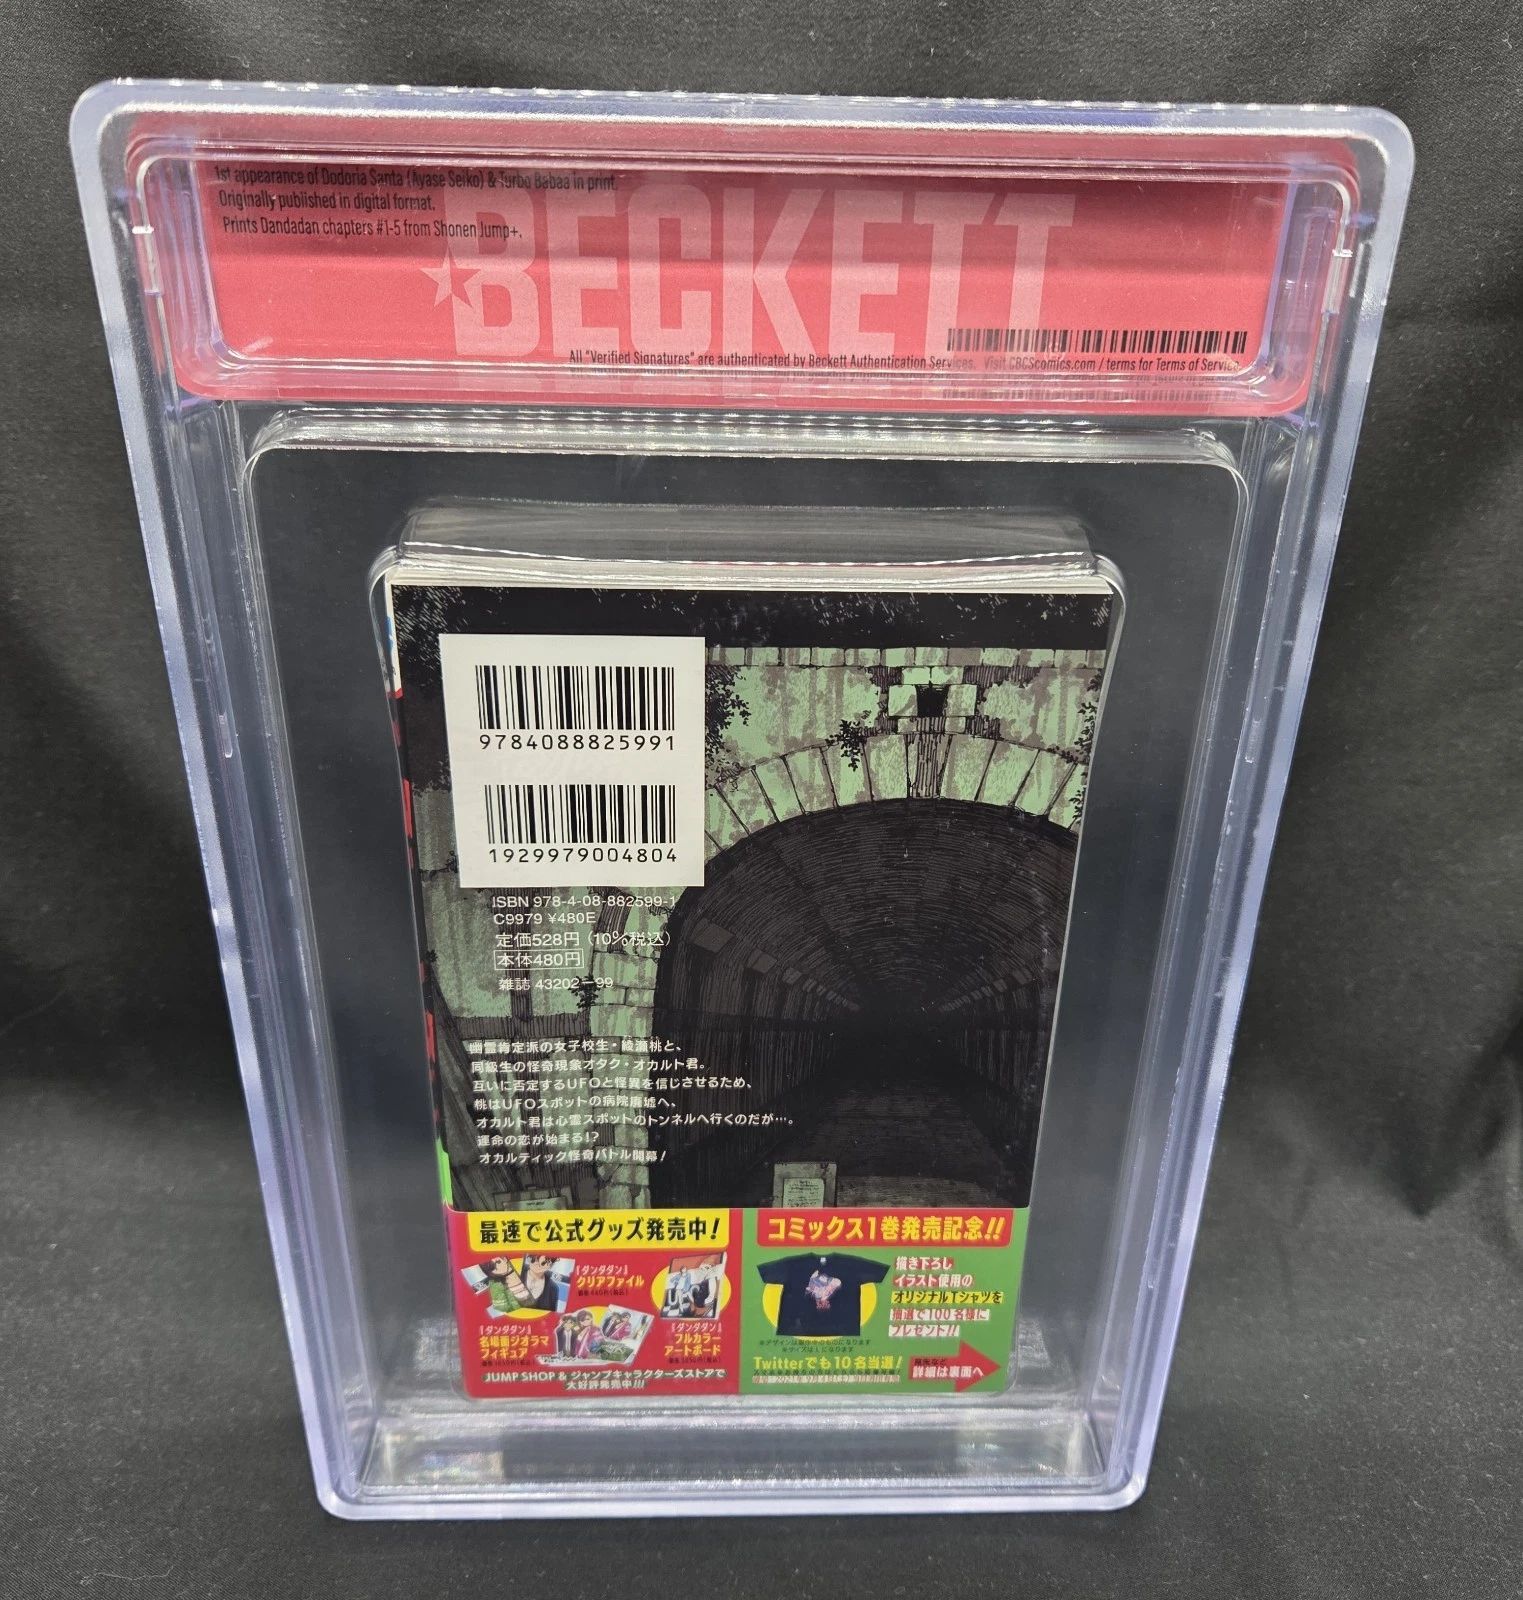 1st appearance of Dodoria Santa (Ayase Seiko) & Turbo Babaa in print.
Originally published in digital format.
Prints Dandadan chapters #1-5 from Shonen Jump+.
BECKETT
All "Verified Signatures" are authenticated by Beckett Authentication Services. Visit CBCScomics.com / terms for Terms of Service.
9784088825991
1929979004804
ISBN 978-4-08-882599-1
C9979 ¥480E
定価528円(10%税込)
本体480円
雑誌 43202-99
幽霊肯定派の女子校生・綾瀬桃と、
同級生の怪奇現象オタク・オカルト君。
互いに否定するUFOと怪異を信じさせるため、
桃はUFOスポットの病院廃墟へ、
オカルト君は心霊スポットのトンネルへ行くのだが…。
運命の恋が始まる!?
オカルティック怪奇バトル開幕!
最速で公式グッズ発売中!
『ダンダダン』
クリアファイル
『ダンダダン』
名場面ジオラマ
フィギュア
『ダンダダン』
フルカラー
アートボード
JUMP SHOP & ジャンプキャラクターズストアで
大好評発売中!!!
コミックス1巻発売記念!!
描き下ろし
イラスト使用の
オリジナルTシャツを
抽選で100名様に
プレゼント!!
※サイズはLになります
Twitterでも10名当選!
詳細は裏面へ